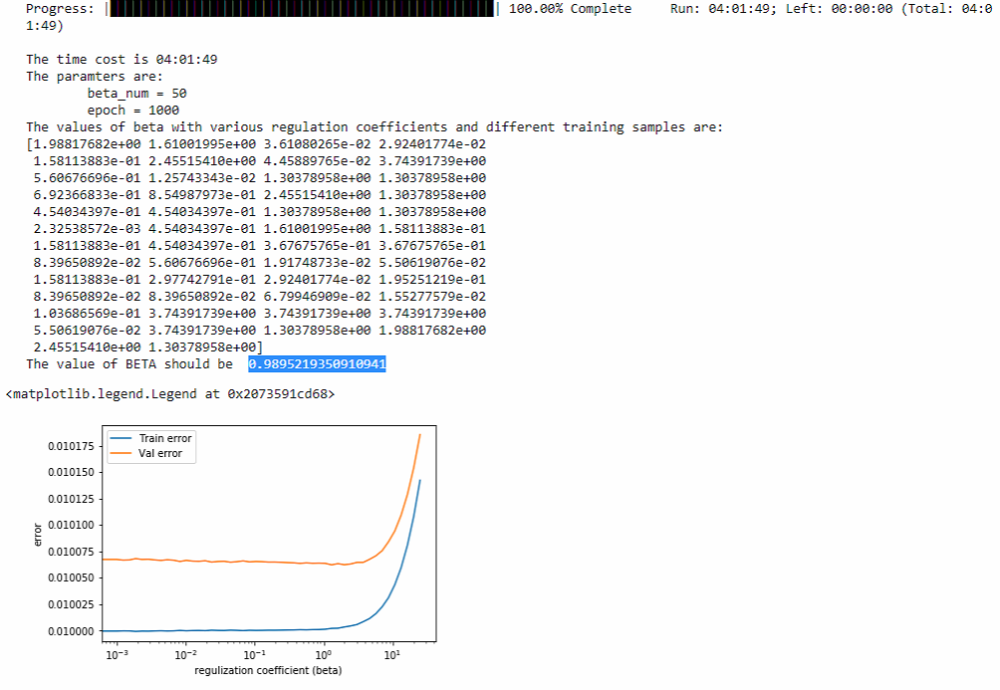 Progress: | | 100.00% Complete Run: 04:01:49; Left: 00:00:00 (Total: 04:0
1:49)
The time cost is 04:01:49
The paramters are:
beta_num = 50
epoch = 1000
The values of beta with various regulation coefficients and different training samples are:
[1.98817682e+00 1.61001995e+00 3.61080265e-02 2.92401774e-02
1.58113883e-01 2.45515410e+00 4.45889765e-02 3.74391739e+00
5.60676696e-01 1.25743343e-02 1.30378958e+00 1.30378958e+00
6.92366833e-01 8.54987973e-01 2.45515410e+00 1.30378958e+00
4.54034397e-01 4.54034397e-01 1.30378958e+00 1.30378958e+00
2.32538572e-03 4.54034397e-01 1.61001995e+00 1.58113883e-01
1.58113883e-01 4.54034397e-01 3.67675765e-01 3.67675765e-01
8.39650892e-02 5.60676696e-01 1.91748733e-02 5.50619076e-02
1.58113883e-01 2.97742791e-01 2.92401774e-02 1.95251219e-01
8.39650892e-02 8.39650892e-02 6.79946909e-02 1.55277579e-02
1.03686569e-01 3.74391739e+00 3.74391739e+00 3.74391739e+00
5.50619076e-02 3.74391739e+00 1.30378958e+00 1.98817682e+00
2.45515410e+00 1.30378958e+00]
The value of BETA should be 0.9895219350910941
<matplotlib.legend.Legend at 0x2073591cd68>
Train error
Val error
0.010175
0.010150
0.010125
0.010100
0.010075
0.010050
0.010025
0.010000
error
10⁻³ 10⁻² 10⁻¹ 10⁰ 10¹
regulization coefficient (beta)